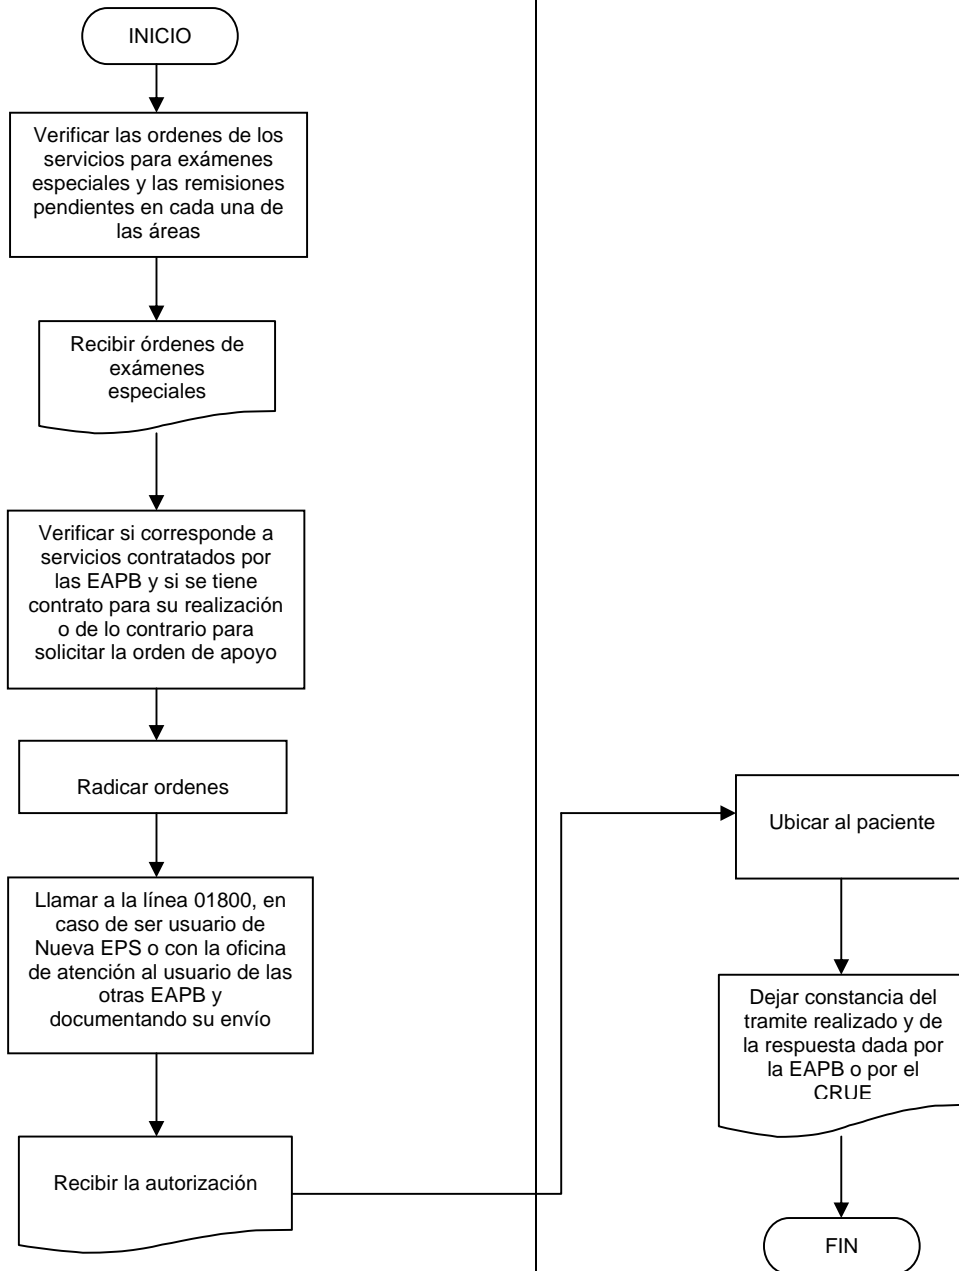 INICIO
Verificar las ordenes de los
servicios para exámenes
especiales y las remisiones
pendientes en cada una de
las áreas
Recibir órdenes de
exámenes
especiales
Verificar si corresponde a
servicios contratados por
las EAPB y si se tiene
contrato para su realización
o de lo contrario para
solicitar la orden de apoyo
Radicar ordenes
Llamar a la línea 01800, en
caso de ser usuario de
Nueva EPS o con la oficina
de atención al usuario de las
otras EAPB y
documentando su envío
Recibir la autorización
Ubicar al paciente
Dejar constancia del
tramite realizado y de
la respuesta dada por
la EAPB o por el
CRUE
FIN